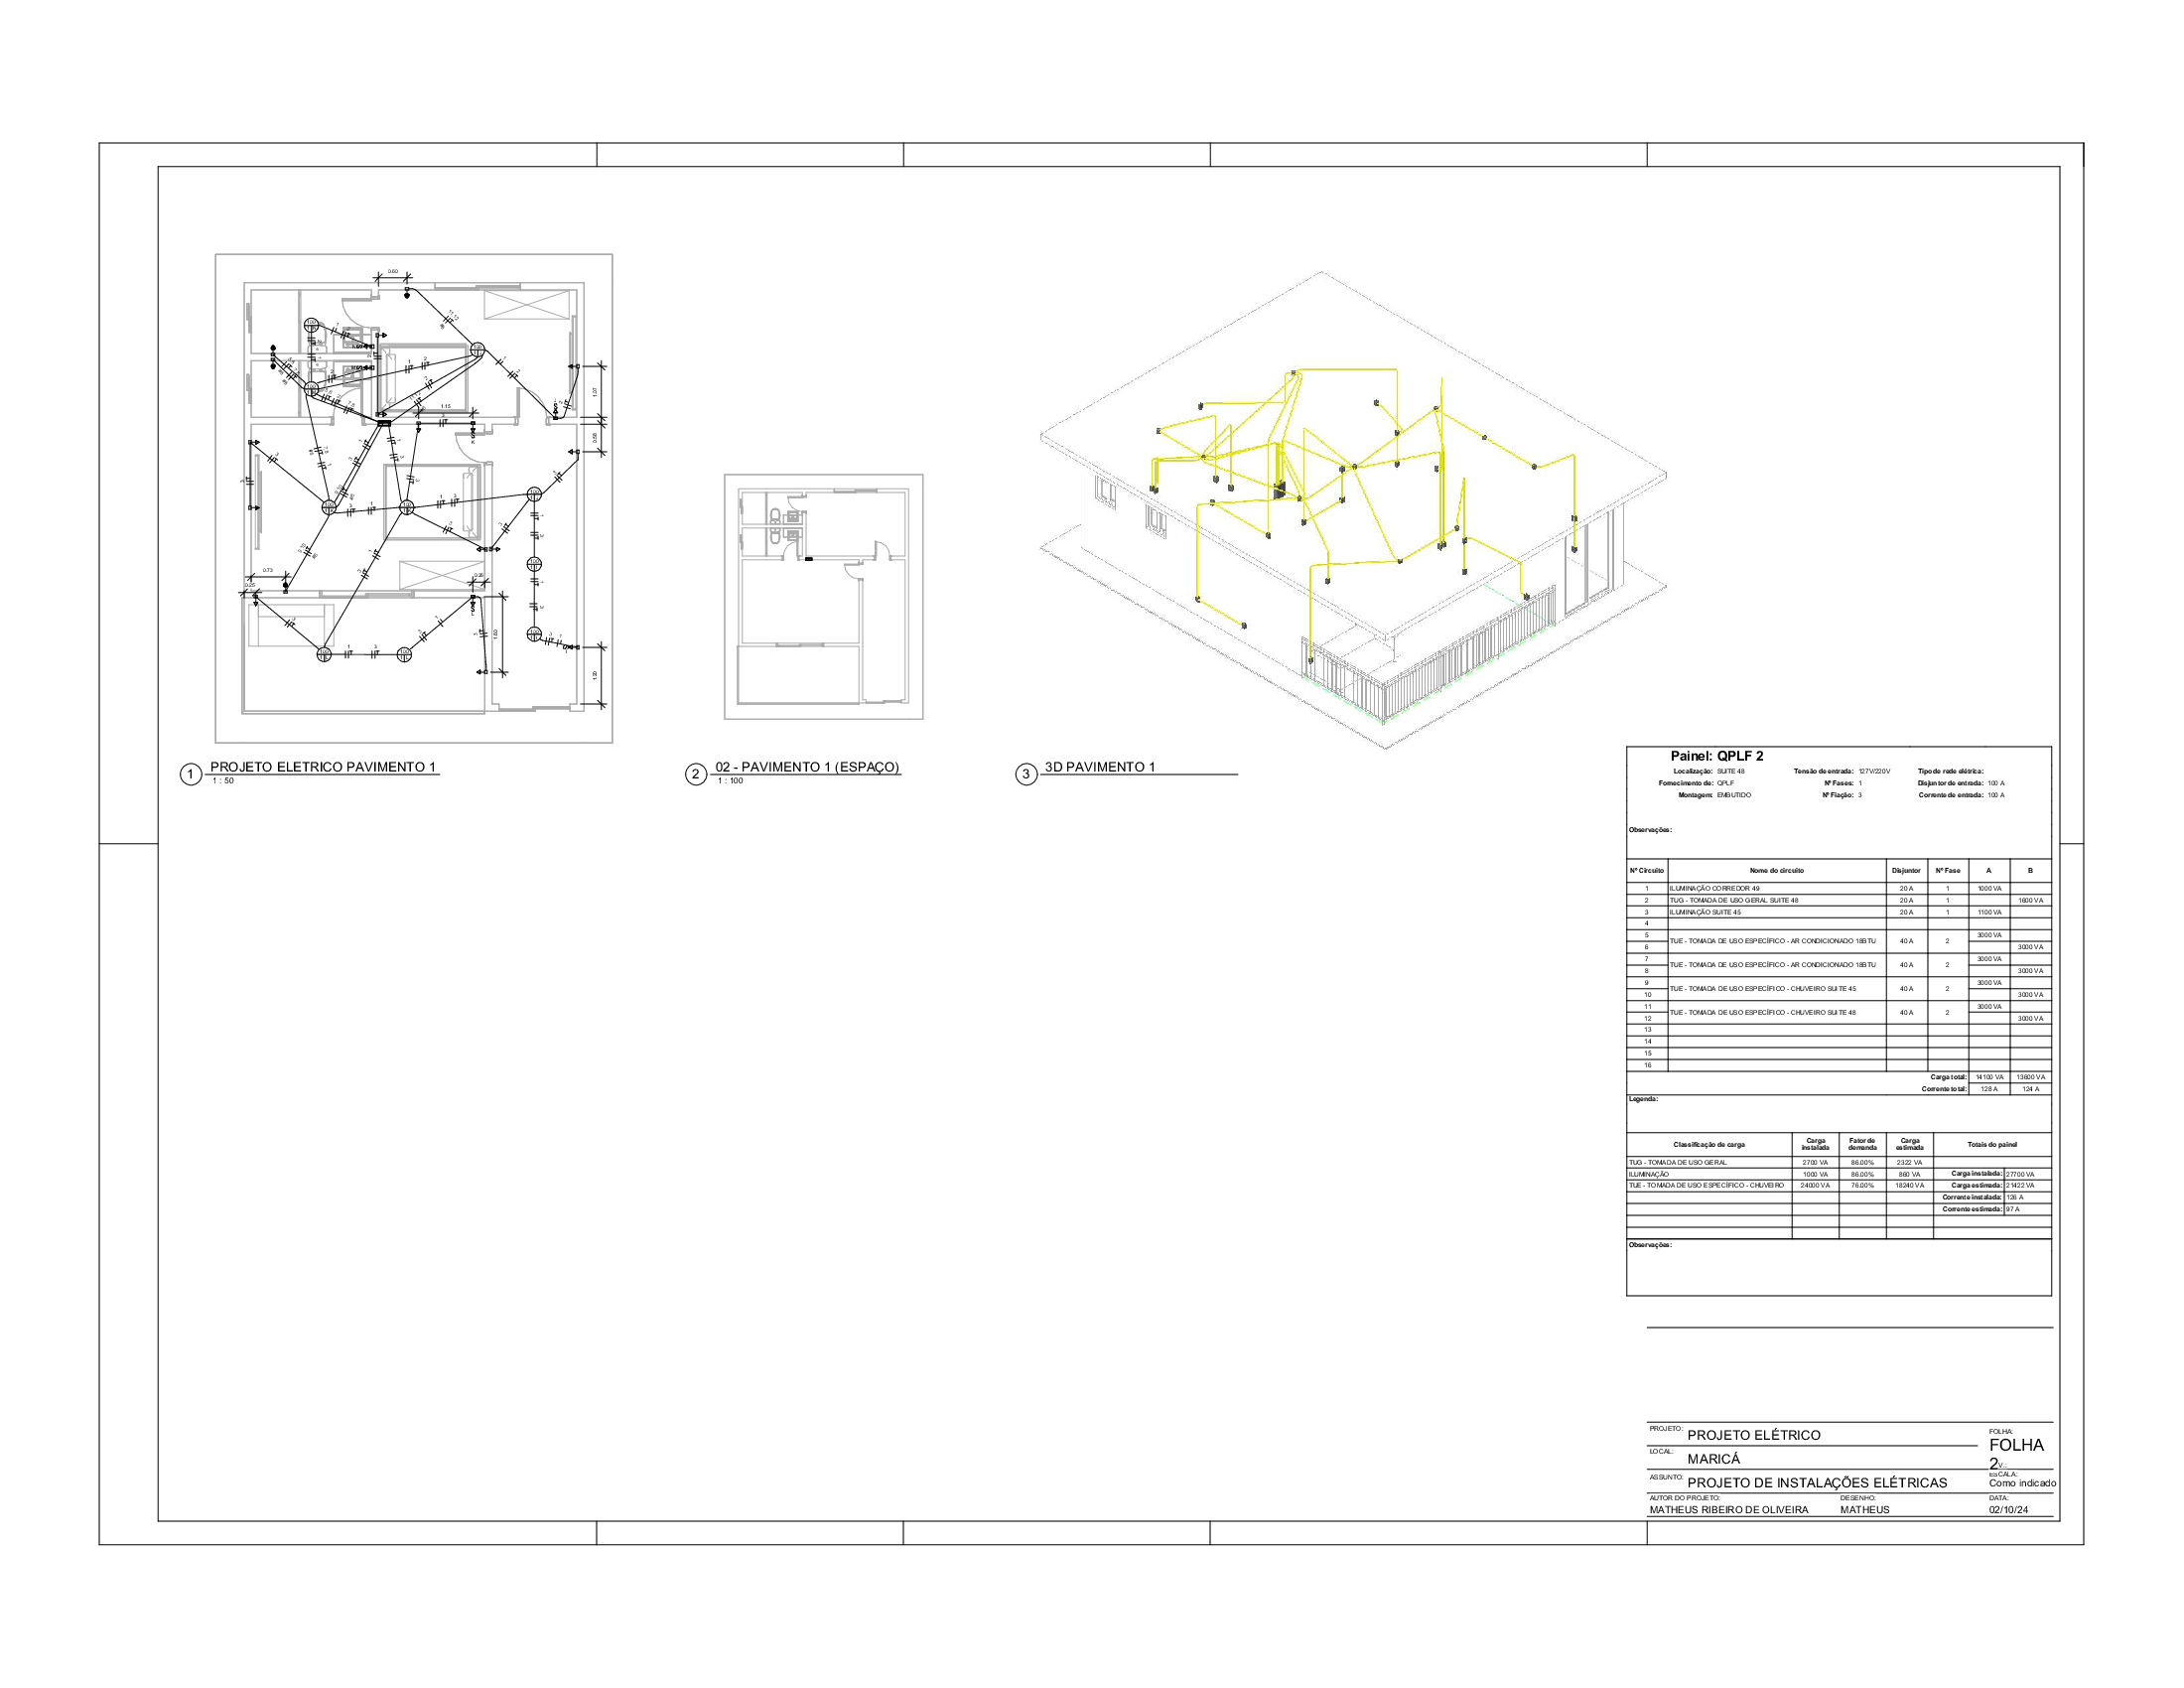 0.60
11,12
1.07
1.15
0.58
0.73
0.25
0.26
1.50
1.20
1 PROJETO ELETRICO PAVIMENTO 1
1 : 50
2 02 - PAVIMENTO 1 (ESPAÇO)
1 : 100
3 3D PAVIMENTO 1
Painel: QPLF 2
Localização: SUITE 48 Tensão de entrada: 127V/220V Tipo de rede elétrica:
Fornecimento de: QPLF Nº Fases: 1 Disjuntor de entrada: 100 A
Montagem: EMBUTIDO Nº Fiação: 3 Corrente de entrada: 100 A
Observações:
Nº Circuito Nome do circuito Disjuntor Nº Fase A B
1 ILUMINAÇÃO CORREDOR 49 20 A 1 1000 VA
2 TUG - TOMADA DE USO GERAL SUITE 48 20 A 1 1600 VA
3 ILUMINAÇÃO SUITE 45 20 A 1 1100 VA
4
5 3000 VA
TUE - TOMADA DE USO ESPECÍFICO - AR CONDICIONADO 18BTU 40 A 2
6 3000 VA
7 3000 VA
TUE - TOMADA DE USO ESPECÍFICO - AR CONDICIONADO 18BTU 40 A 2
8 3000 VA
9 3000 VA
TUE - TOMADA DE USO ESPECÍFICO - CHUVEIRO SUITE 45 40 A 2
10 3000 VA
11 3000 VA
TUE - TOMADA DE USO ESPECÍFICO - CHUVEIRO SUITE 48 40 A 2
12 3000 VA
13
14
15
16
Carga total: 14100 VA 13600 VA
Corrente total: 128 A 124 A
Legenda:
Classificação de carga Carga instalada Fator de demanda Carga estimada Totais do painel
TUG - TOMADA DE USO GERAL 2700 VA 86.00% 2322 VA
ILUMINAÇÃO 1000 VA 86.00% 860 VA Carga instalada: 27700 VA
TUE - TOMADA DE USO ESPECÍFICO - CHUVEIRO 24000 VA 76.00% 18240 VA Carga estimada: 21422 VA
Corrente instalada: 126 A
Corrente estimada: 97 A
Observações:
PROJETO: PROJETO ELÉTRICO
FOLHA:
FOLHA
2
LOCAL: MARICÁ
ASSUNTO: PROJETO DE INSTALAÇÕES ELÉTRICAS
ESCALA:
Como indicado
AUTOR DO PROJETO: DESENHO: DATA:
MATHEUS RIBEIRO DE OLIVEIRA MATHEUS 02/10/24